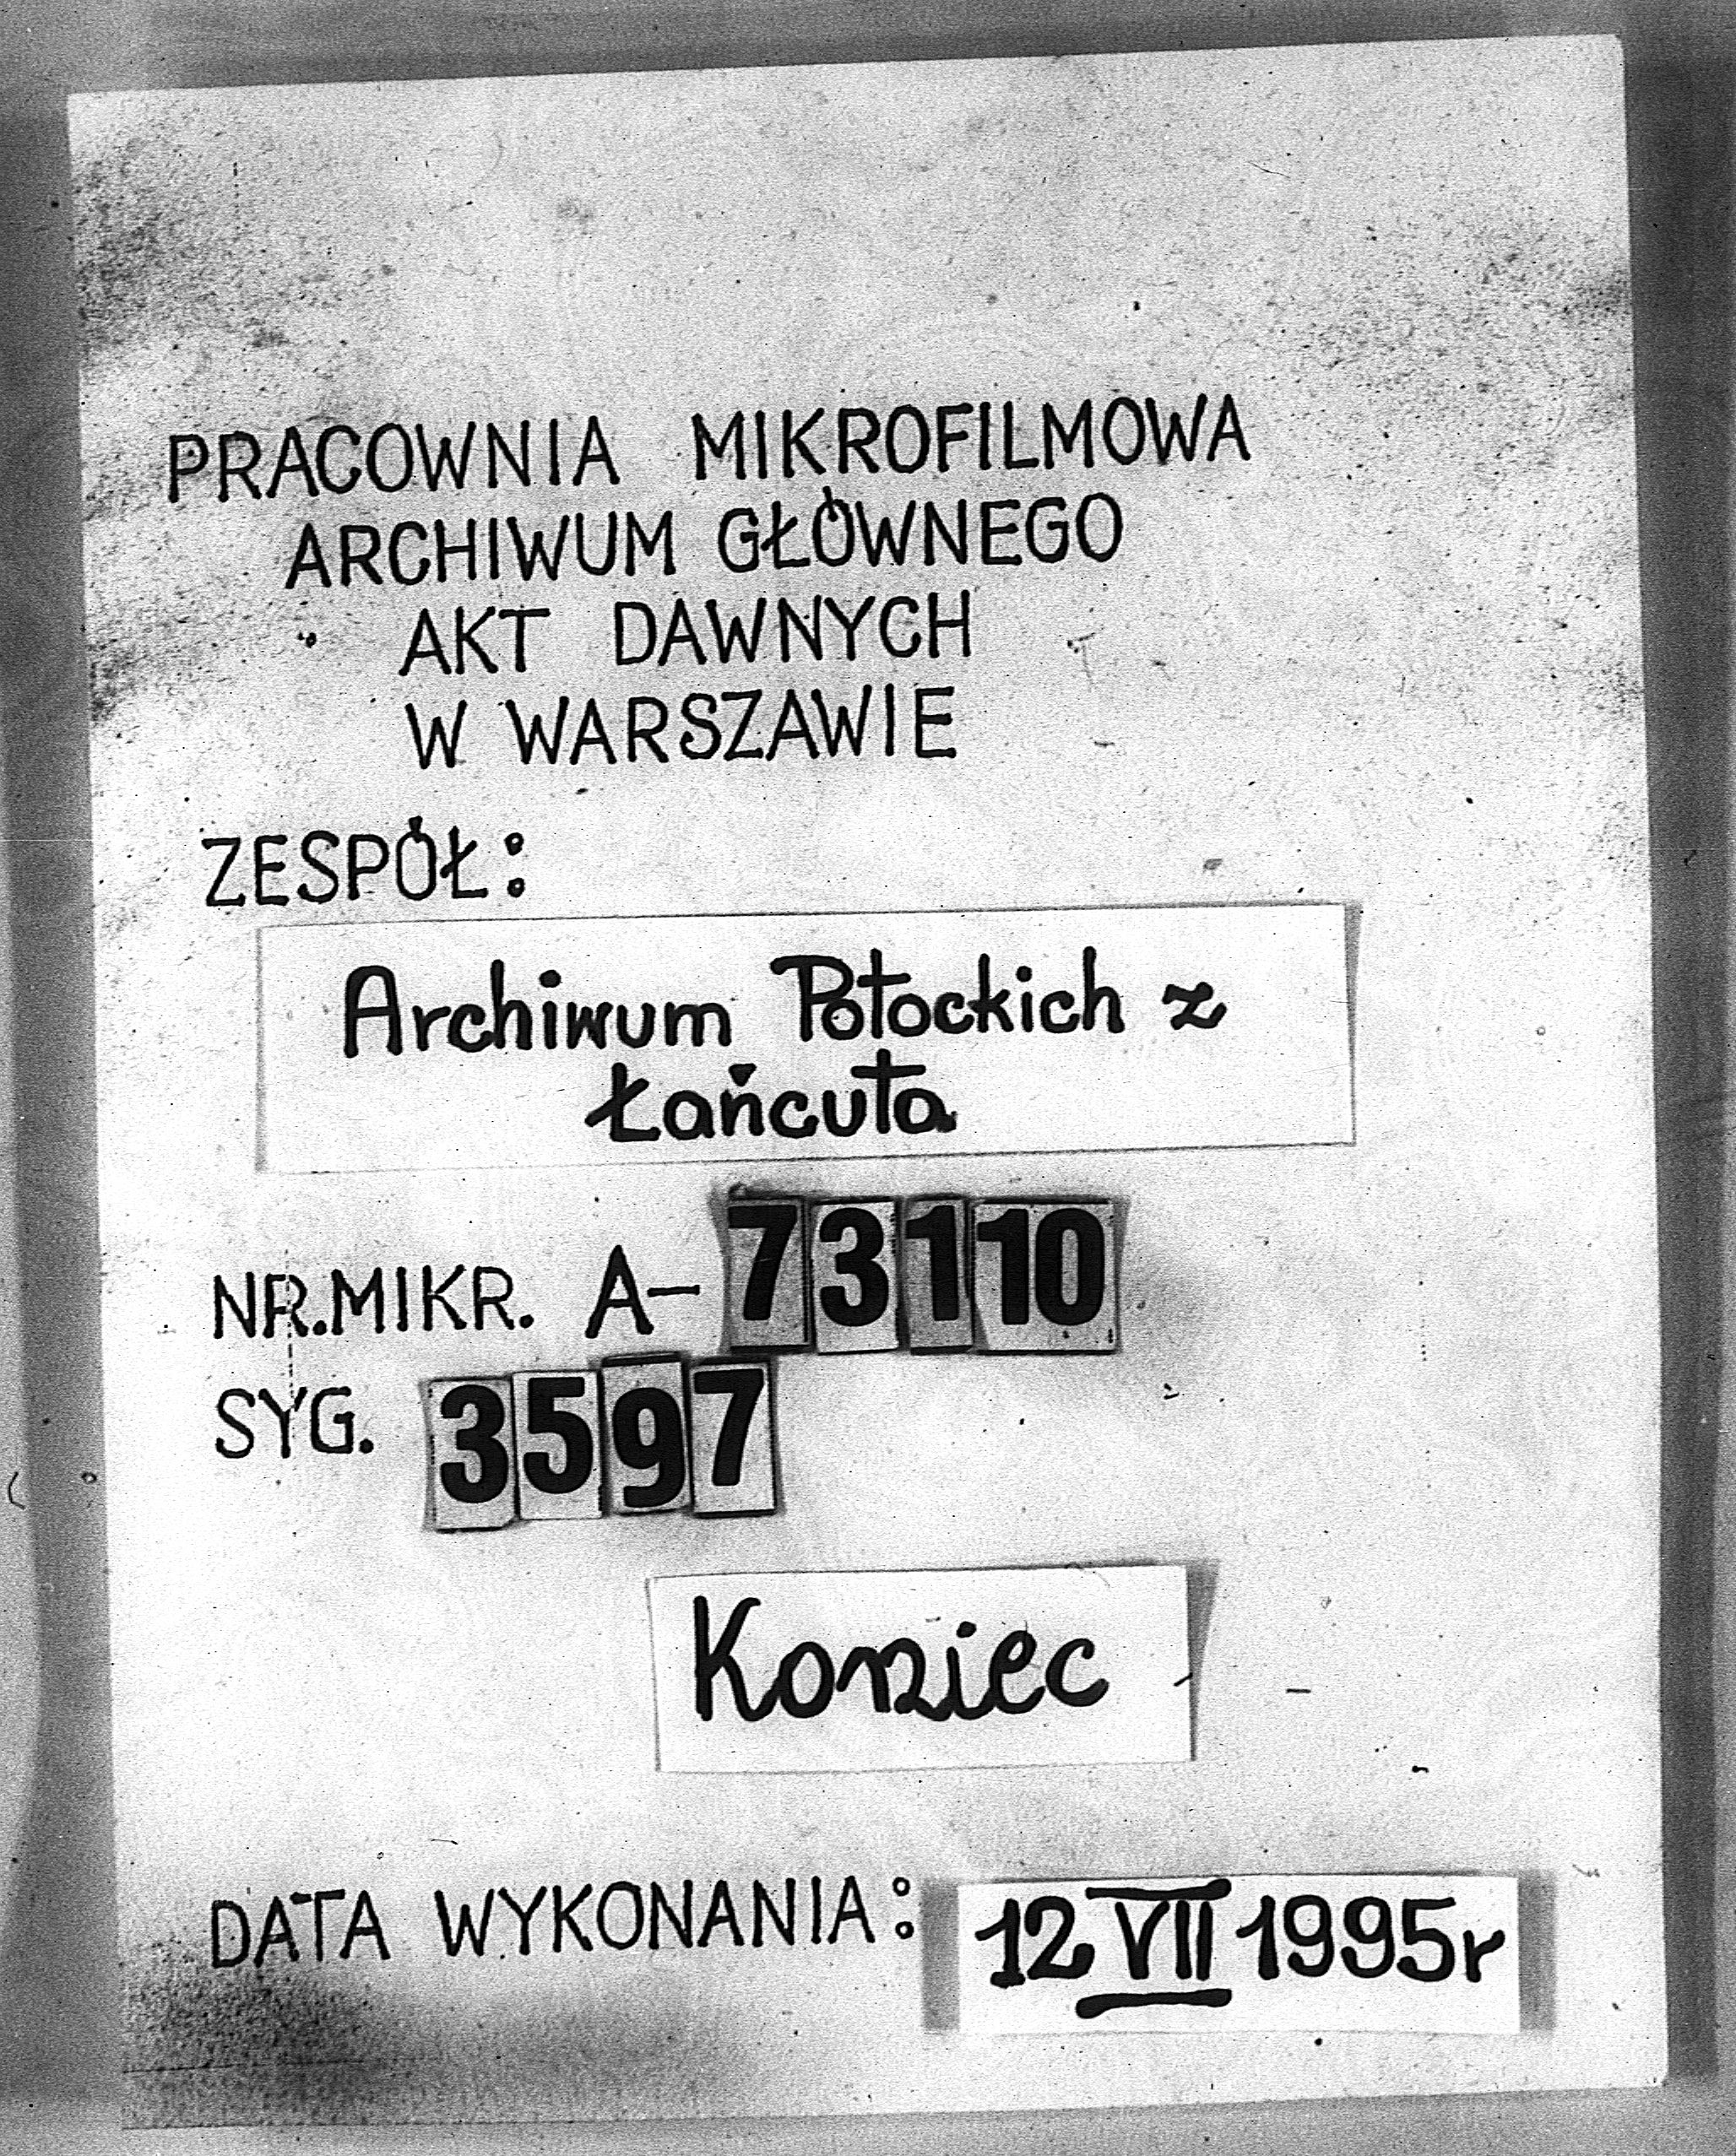 PRACOWNIA MIKROFILMOWA
ARCHIWUM GŁÓWNEGO
AKT DAWNYCH
W WARSZAWIE
ZESPÓŁ:
Archiwum Potockich z
Łańcuta
NR. MIKR. A-73110
SYG. 3597
Koniec
DATA WYKONANIA: 12 VII 1995r